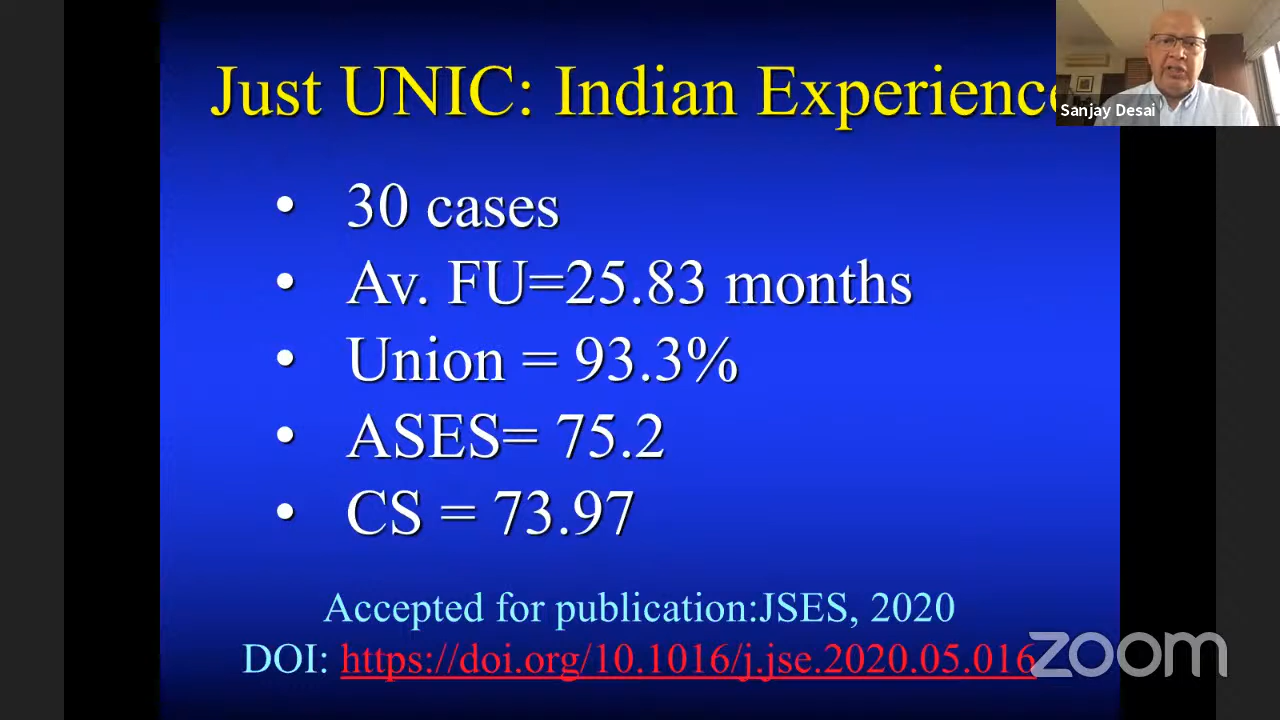 Just UNIC: Indian Experience
Sanjay Desai
• 30 cases
• Av. FU=25.83 months
• Union = 93.3%
• ASES= 75.2
• CS = 73.97
Accepted for publication:JSES, 2020
DOI: https://doi.org/10.1016/j.jse.2020.05.016
zoom